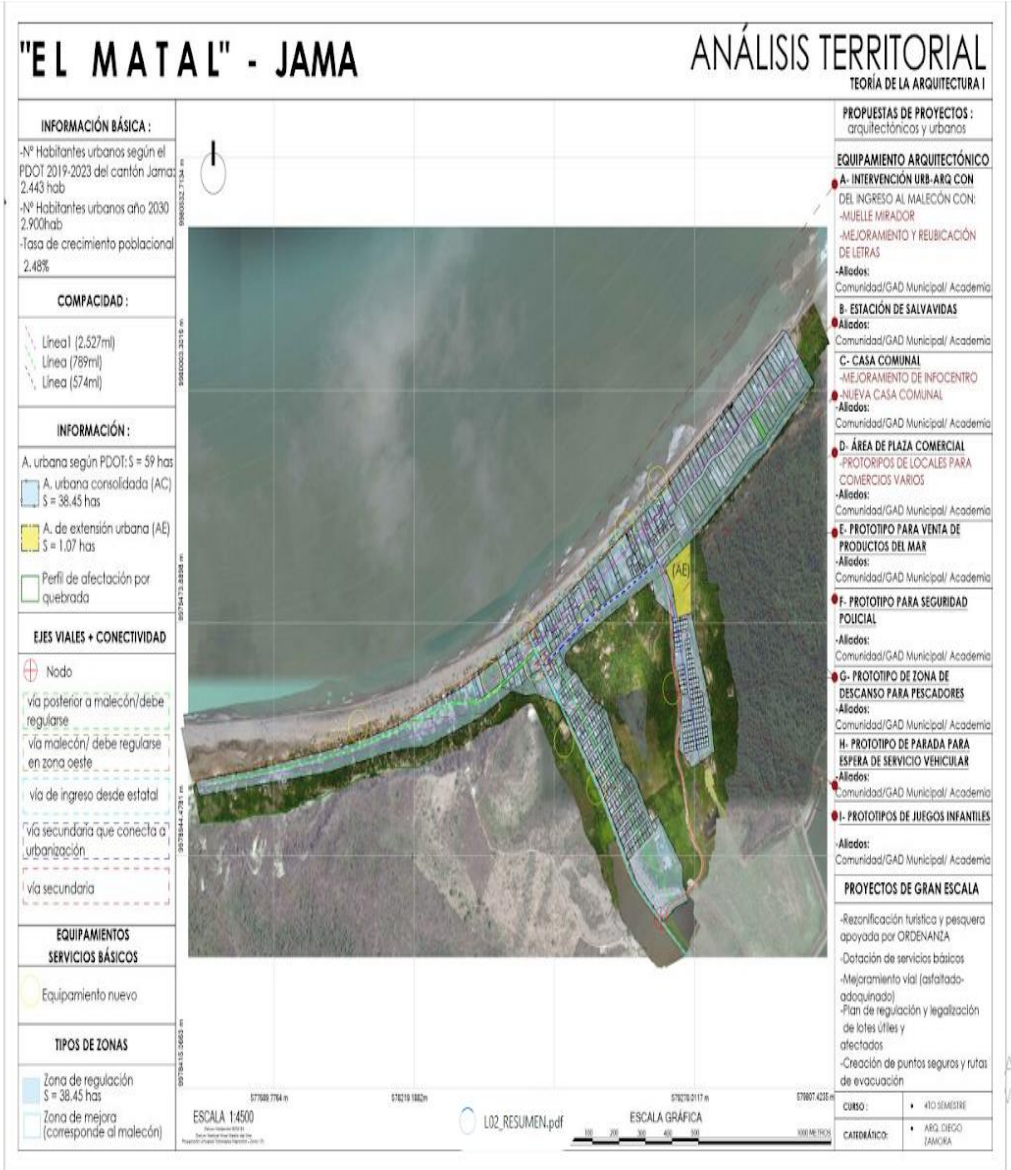 "EL MATAL" - JAMA
ANÁLISIS TERRITORIAL
TEORÍA DE LA ARQUITECTURA I
INFORMACIÓN BÁSICA :
-Nº Habitantes urbanos según el
PDOT 2019-2023 del cantón Jama:
2.443 hab
-Nº Habitantes urbanos año 2030
2.900hab
-Tasa de crecimiento poblacional
2.48%
COMPACIDAD :
Línea1 (2.527ml)
Línea (789ml)
Línea (574ml)
INFORMACIÓN :
A. urbana según PDOT: S = 59 has
A. urbana consolidada (AC)
S = 38.45 has
A. de extensión urbana (AE)
S = 1.07 has
Perfil de afectación por
quebrada
EJES VIALES + CONECTIVIDAD
Nodo
vía posterior a malecón/debe
regularse
vía malecón/ debe regularse
en zona oeste
vía de ingreso desde estatal
vía secundaria que conecta a
urbanización
vía secundaria
EQUIPAMIENTOS
SERVICIOS BÁSICOS
Equipamiento nuevo
TIPOS DE ZONAS
Zona de regulación
S = 38.45 has
Zona de mejora
(corresponde al malecón)
(AE)
ESCALA 1:4500
L02_RESUMEN.pdf
ESCALA GRÁFICA
100 200 300 400 500 1000 METROS
PROPUESTAS DE PROYECTOS :
arquitectónicos y urbanos
EQUIPAMIENTO ARQUITECTÓNICO
A- INTERVENCIÓN URB-ARQ CON
DEL INGRESO AL MALECÓN CON:
-MUELLE MIRADOR
-MEJORAMIENTO Y REUBICACIÓN
DE LETRAS
-Aliados:
Comunidad/GAD Municipal/ Academia
B- ESTACIÓN DE SALVAVIDAS
Aliados:
Comunidad/GAD Municipal/ Academia
C- CASA COMUNAL
-MEJORAMIENTO DE INFOCENTRO
-NUEVA CASA COMUNAL
-Aliados:
Comunidad/GAD Municipal/ Academia
D- ÁREA DE PLAZA COMERCIAL
-PROTORIPOS DE LOCALES PARA
COMERCIOS VARIOS
-Aliados:
Comunidad/GAD Municipal/ Academia
E- PROTOTIPO PARA VENTA DE
PRODUCTOS DEL MAR
-Aliados:
Comunidad/GAD Municipal/ Academia
F- PROTOTIPO PARA SEGURIDAD
POLICIAL
-Aliados:
Comunidad/GAD Municipal/ Academia
G- PROTOTIPO DE ZONA DE
DESCANSO PARA PESCADORES
-Aliados:
Comunidad/GAD Municipal/ Academia
H- PROTOTIPO DE PARADA PARA
ESPERA DE SERVICIO VEHICULAR
-Aliados:
Comunidad/GAD Municipal/ Academia
I- PROTOTIPOS DE JUEGOS INFANTILES
-Aliados:
Comunidad/GAD Municipal/ Academia
PROYECTOS DE GRAN ESCALA
-Rezonificación turística y pesquera
apoyada por ORDENANZA
-Dotación de servicios básicos
-Mejoramiento vial (asfaltado-
adoquinado)
-Plan de regulación y legalización
de lotes útiles y
afectados
-Creación de puntos seguros y rutas
de evacuación
CURSO : • 4TO SEMESTRE
CATEDRÁTICO: • ARQ. DIEGO
ZAMORA